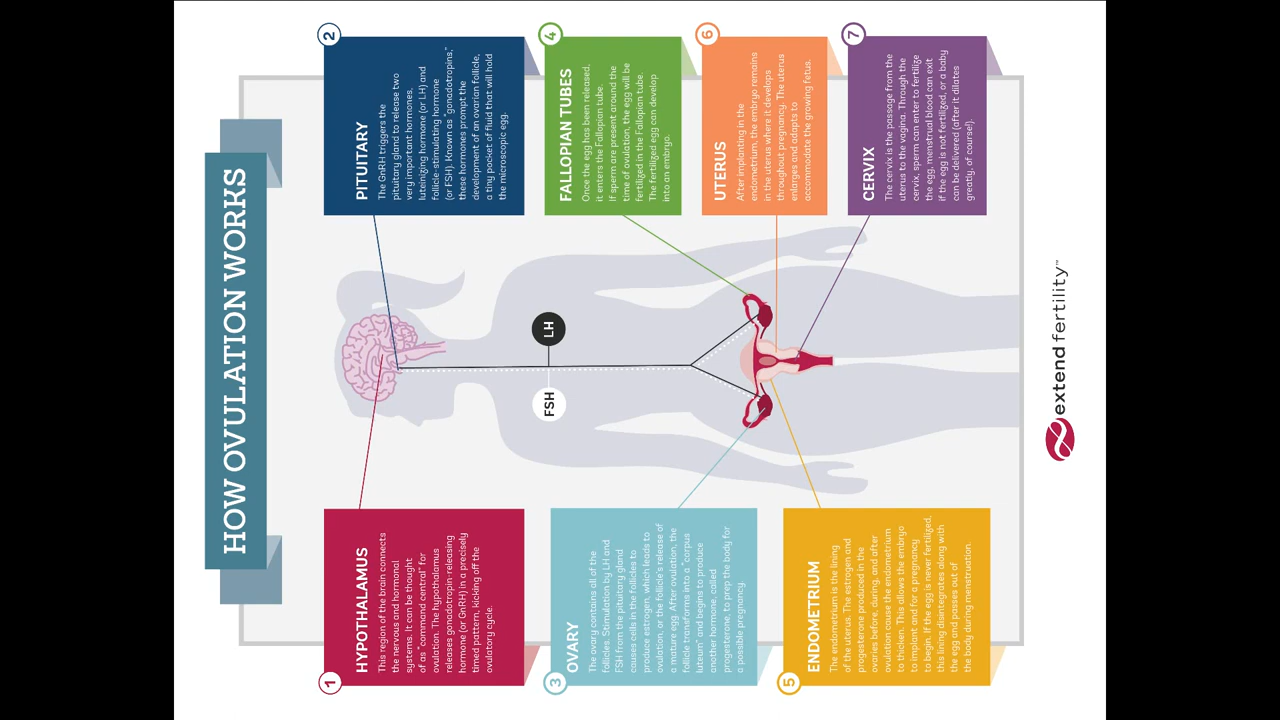 HOW OVULATION WORKS
1
HYPOTHALAMUS
This region of the brain connects
the nervous and hormonal
systems. It can be thought
of as "command central" for
ovulation. The hypothalamus
releases gonadotropin-releasing
hormone (or GnRH) in a precisely
timed pattern, kicking off the
ovulatory cycle.
2
PITUITARY
The GnRH triggers the
pituitary gland to release two
very important hormones,
luteinizing hormone (or LH) and
follicle-stimulating hormone
(or FSH). Known as "gonadotropins,"
these hormones prompt the
development of an ovarian follicle,
a tiny pocket of fluid that will hold
the microscopic egg.
FSH
LH
3
OVARY
The ovary contains all of the
follicles. Stimulation by LH and
FSH from the pituitary gland
causes cells in the follicles to
produce estrogen, which leads to
ovulation, or the follicle's release of
a mature egg. After ovulation, the
follicle transforms into a "corpus
luteum" and begins to produce
another hormone, called
progesterone, to prep the body for
a possible pregnancy.
4
FALLOPIAN TUBES
Once the egg has been released,
it enters the Fallopian tube.
If sperm are present around the
time of ovulation, the egg will be
fertilized in the Fallopian tube.
The fertilized egg can develop
into an embryo.
5
ENDOMETRIUM
The endometrium is the lining
of the uterus. The estrogen and
progesterone produced in the
ovaries before, during, and after
ovulation cause the endometrium
to thicken. This allows the embryo
to implant and for a pregnancy
to begin. If the egg is never fertilized,
this lining disintegrates along with
the egg and passes out of
the body during menstruation.
6
UTERUS
After implanting in the
endometrium, the embryo remains
in the uterus where it develops
throughout pregnancy. The uterus
enlarges and adapts to
accommodate the growing fetus.
7
CERVIX
The cervix is the passage from the
uterus to the vagina. Through the
cervix, sperm can enter to fertilize
the egg, menstrual blood can exit
if the egg is not fertilized, or a baby
can be delivered (after it dilates
greatly, of course!).
extend fertility™